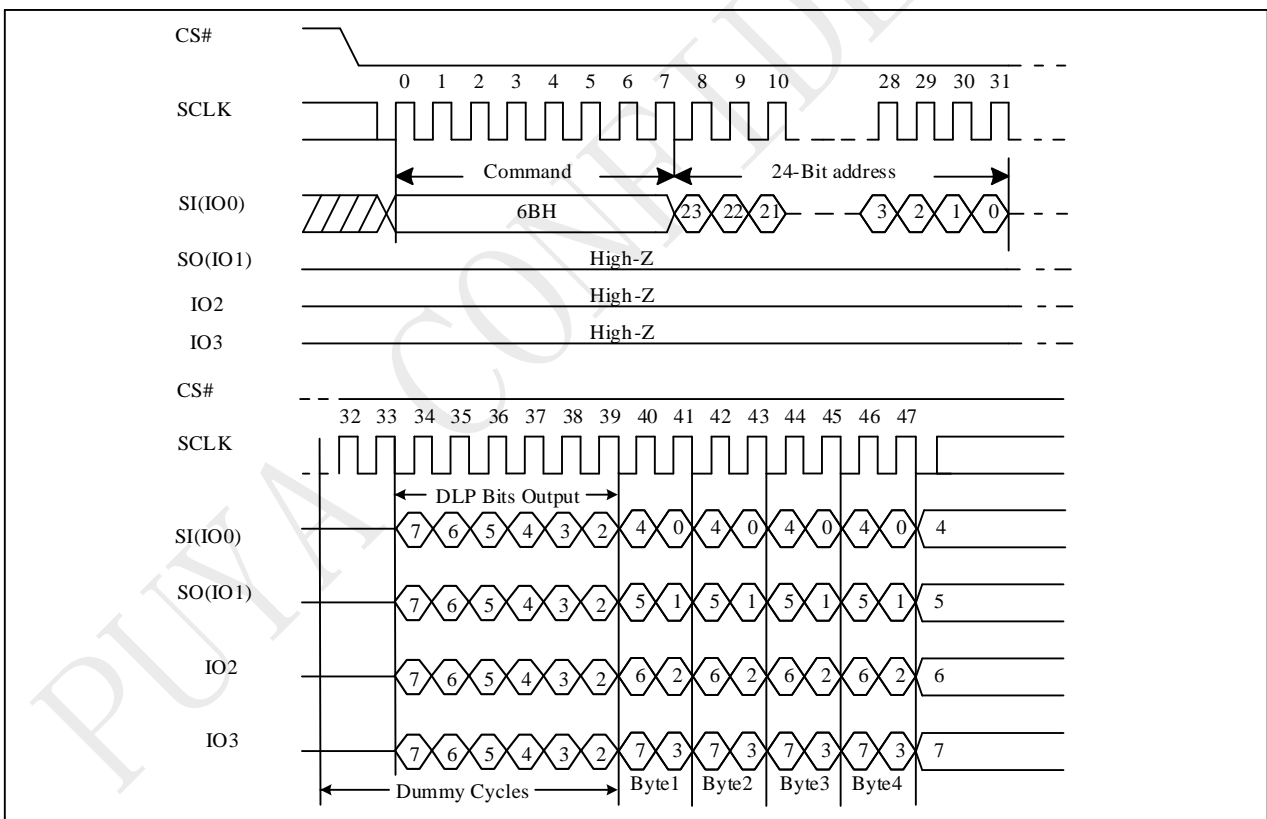 CS#
0 1 2 3 4 5 6 7 8 9 10 28 29 30 31
SCLK
Command 24-Bit address
SI(IO0) 6BH 23 22 21 3 2 1 0
SO(IO1) High-Z
IO2 High-Z
IO3 High-Z
CS#
32 33 34 35 36 37 38 39 40 41 42 43 44 45 46 47
SCLK
DLP Bits Output
SI(IO0) 7 6 5 4 3 2 4 0 4 0 4 0 4 0 4
SO(IO1) 7 6 5 4 3 2 5 1 5 1 5 1 5 1 5
IO2 7 6 5 4 3 2 6 2 6 2 6 2 6 2 6
IO3 7 6 5 4 3 2 7 3 7 3 7 3 7 3 7
Dummy Cycles Byte1 Byte2 Byte3 Byte4
PUYA CONFIDE